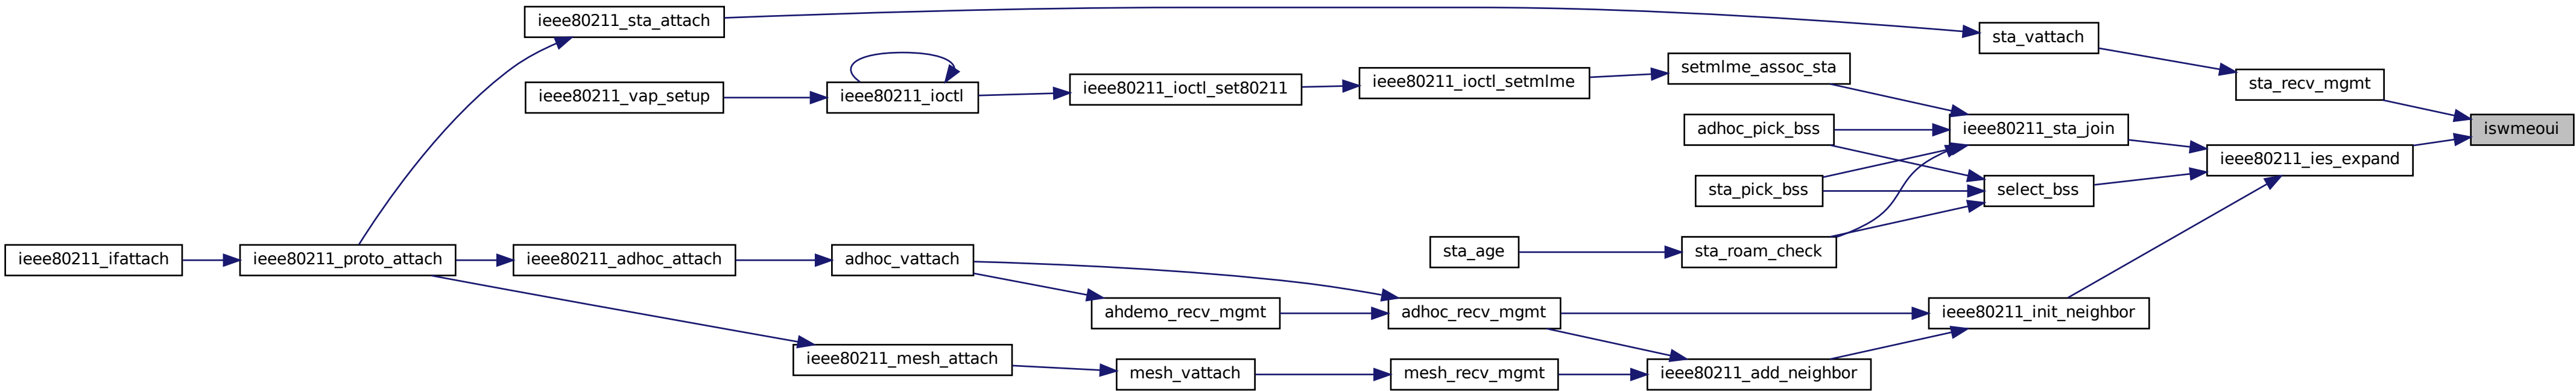 ieee80211_sta_attach
sta_vattach
setmlme_assoc_sta
sta_recv_mgmt
ieee80211_vap_setup
ieee80211_ioctl
ieee80211_ioctl_set80211
ieee80211_ioctl_setmlme
adhoc_pick_bss
ieee80211_sta_join
iswmeoui
ieee80211_ies_expand
sta_pick_bss
select_bss
ieee80211_ifattach
ieee80211_proto_attach
ieee80211_adhoc_attach
adhoc_vattach
sta_age
sta_roam_check
ahdemo_recv_mgmt
adhoc_recv_mgmt
ieee80211_init_neighbor
ieee80211_mesh_attach
mesh_vattach
mesh_recv_mgmt
ieee80211_add_neighbor